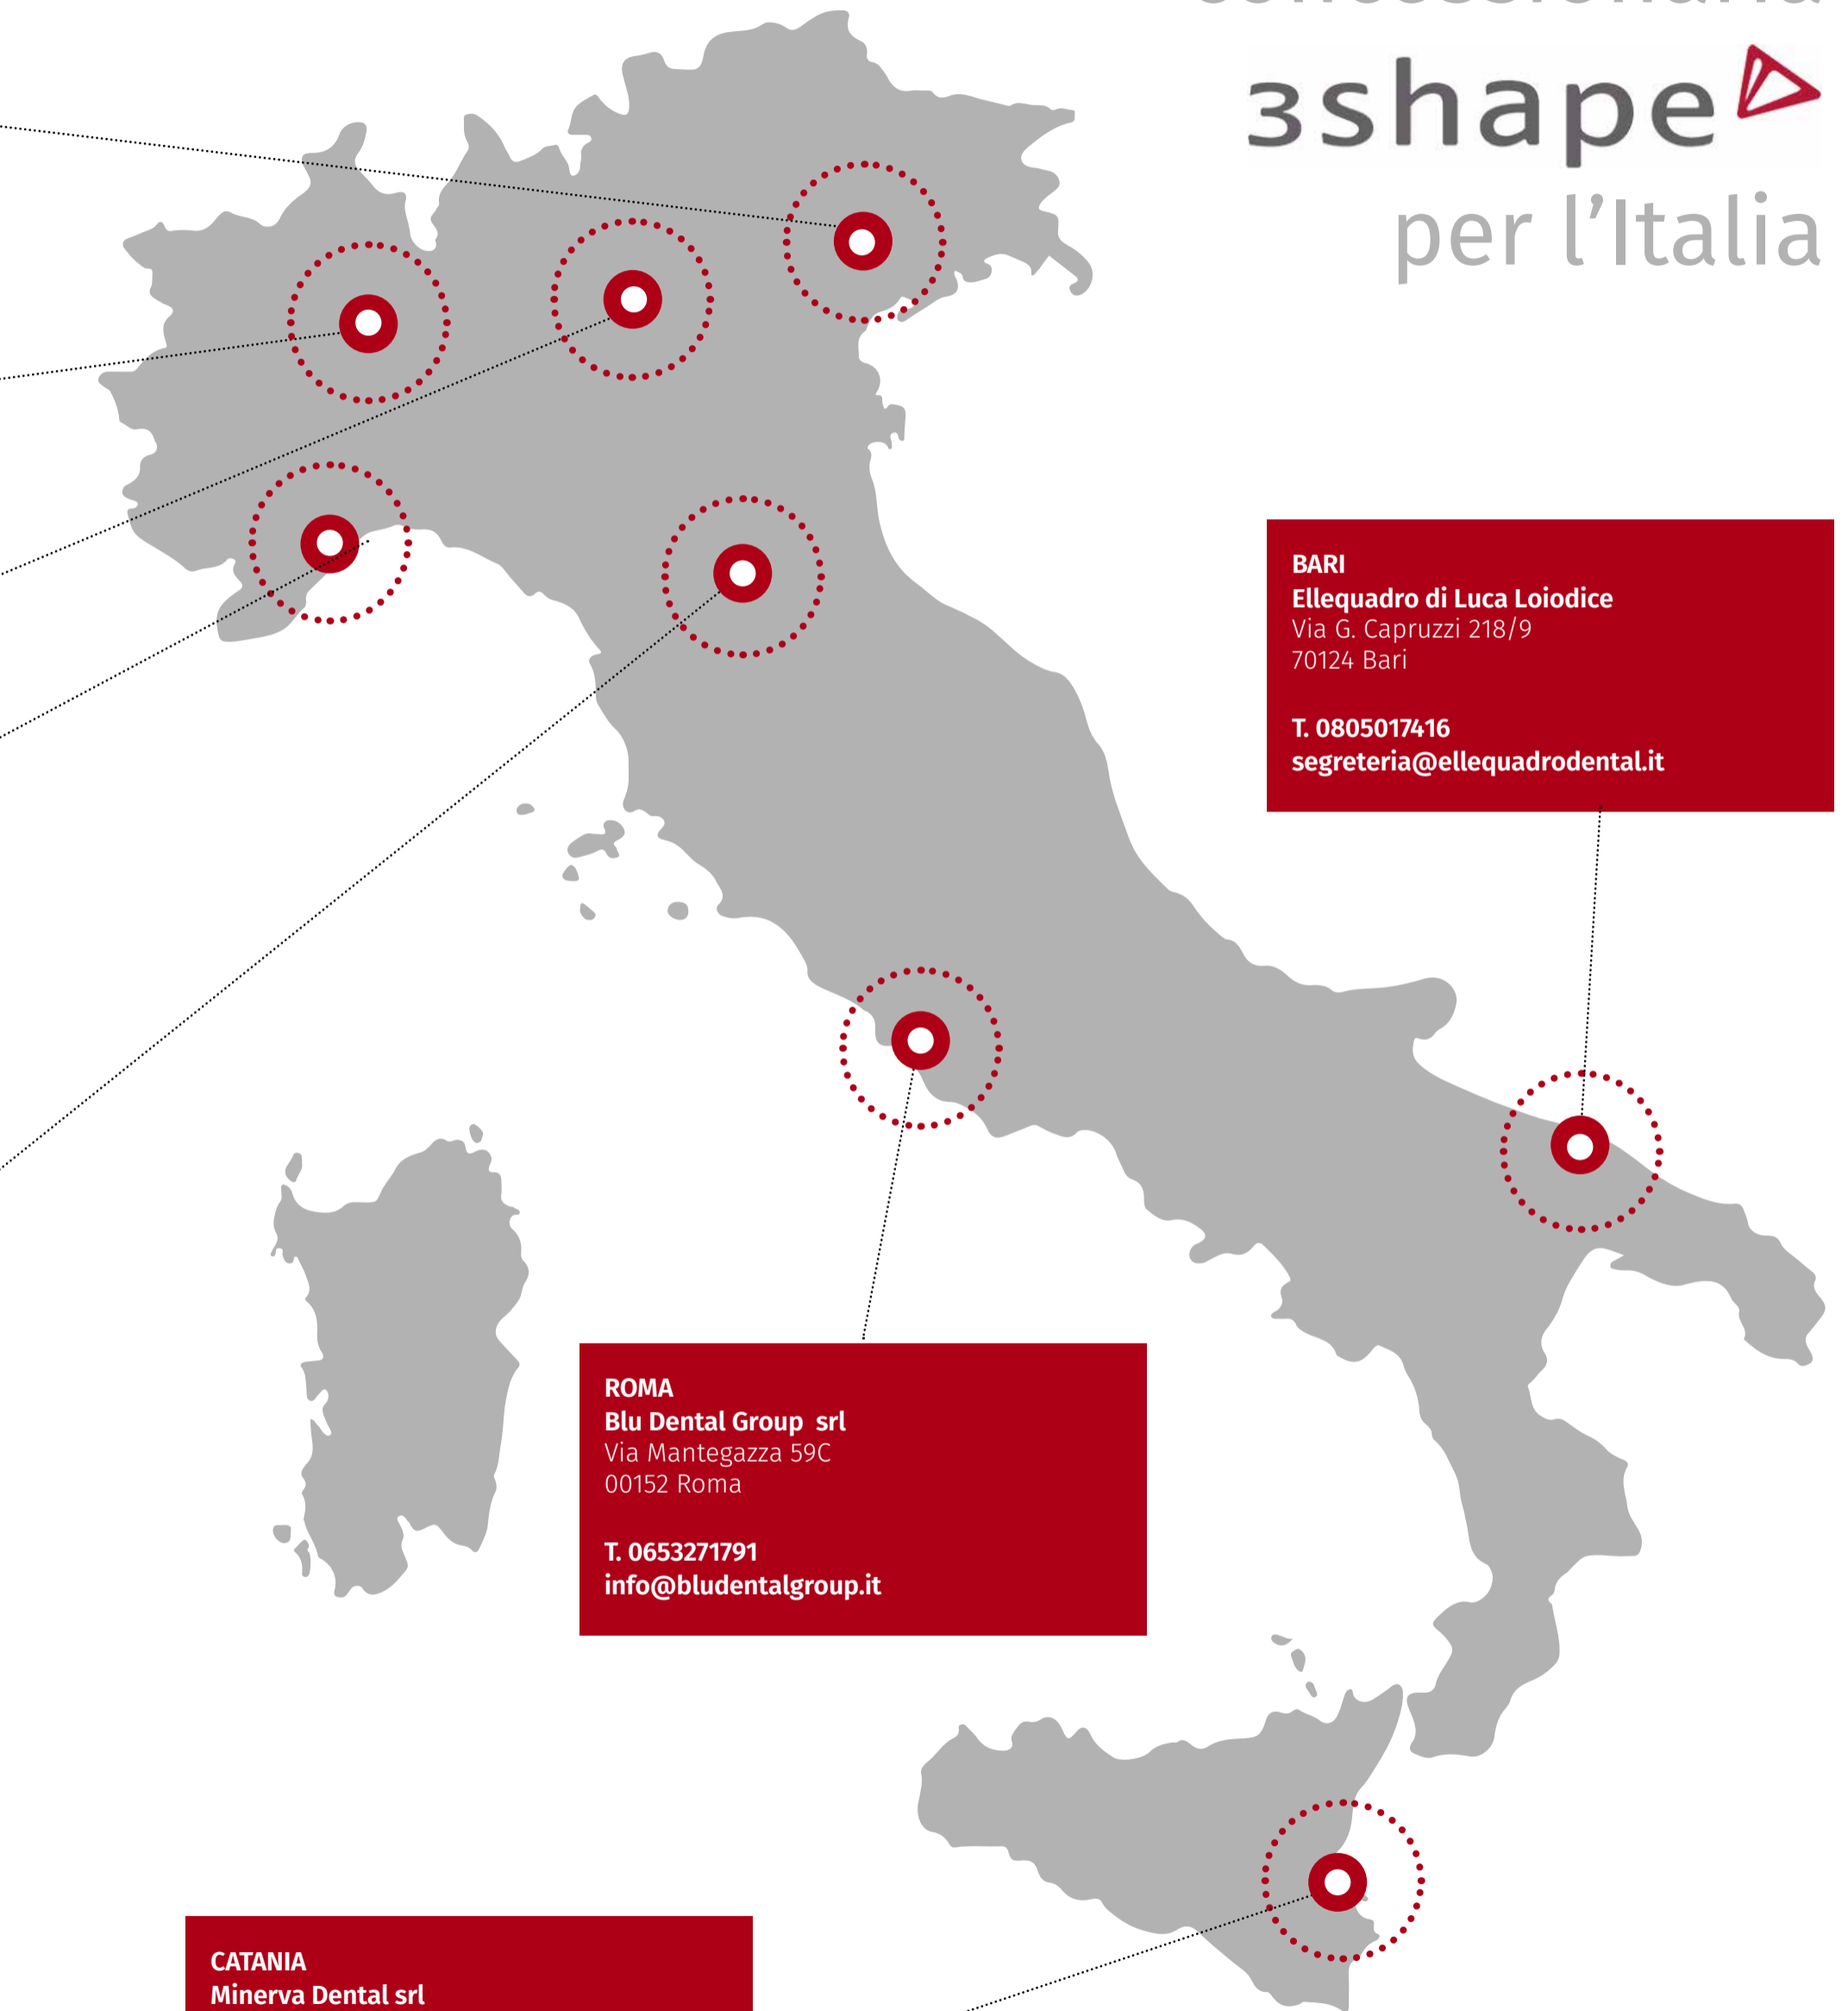 3shape
per l'Italia
BARI
Ellequadro di Luca Loiodice
Via G. Capruzzi 218/9
70124 Bari
T. 0805017416
segreteria@ellequadrodental.it
ROMA
Blu Dental Group srl
Via Mantegazza 59C
00152 Roma
T. 0653271791
info@bludentalgroup.it
CATANIA
Minerva Dental srl